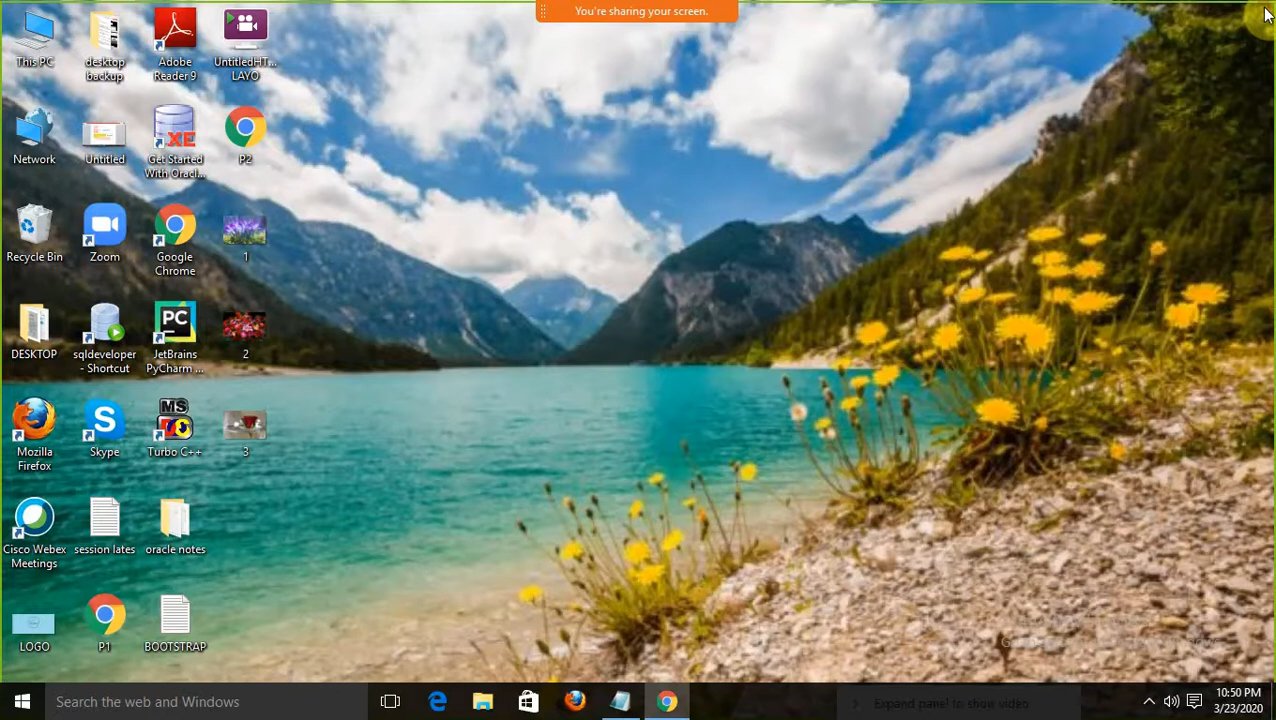 You're sharing your screen.
This PC
desktop
backup
Adobe
Reader 9
UntitledHT...
LAYO
Network
Untitled
XE
Get Started
With Oracl...
P2
Recycle Bin
Zoom
Google
Chrome
1
DESKTOP
sqldeveloper
- Shortcut
PC
JetBrains
PyCharm ...
2
Mozilla
Firefox
S
Skype
MS
Turbo C++
3
Cisco Webex
Meetings
session lates
oracle notes
LOGO
P1
BOOTSTRAP
Search the web and Windows
Expand panel to show video
10:50 PM
3/23/2020